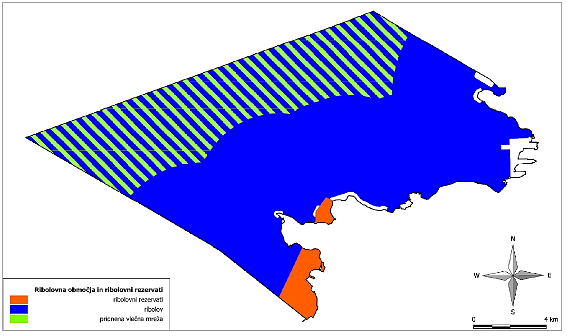 Ribolovna območja in ribolovni rezervati
ribolovni rezervati
ribolov
pridnena vlečna mreža
N
W E
S
0 4 km